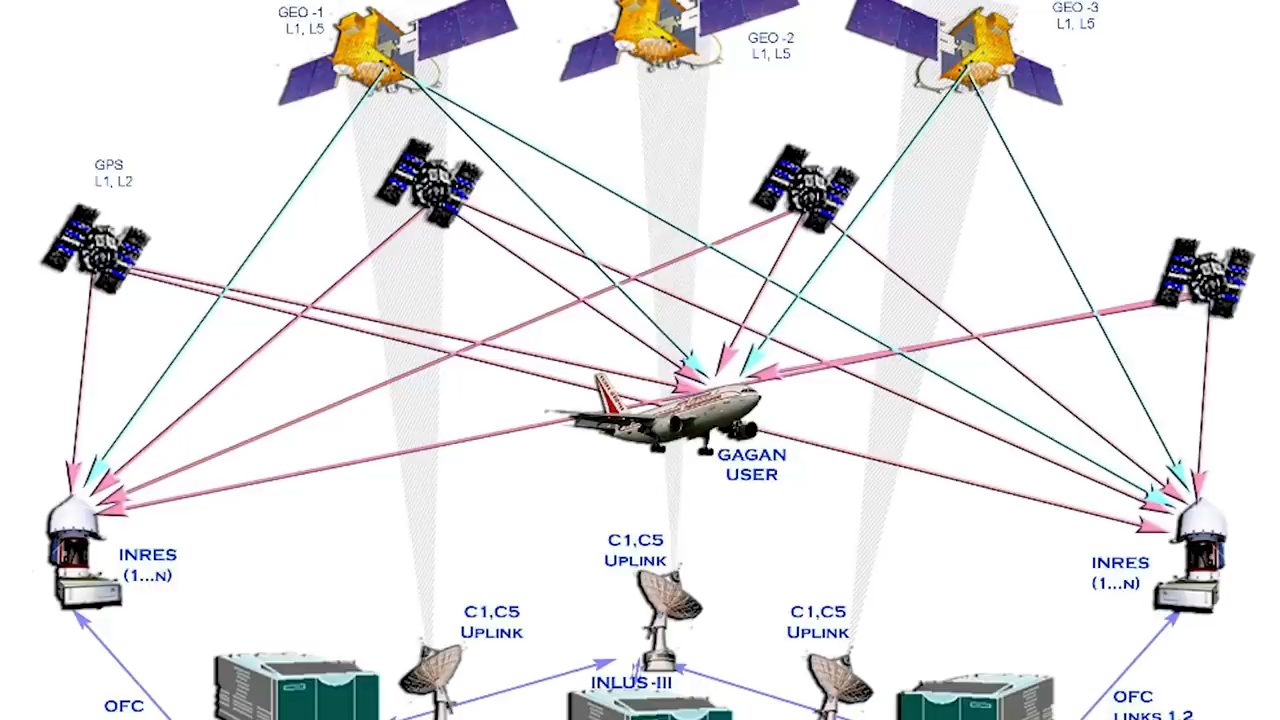 GEO -1
L1, L5
GEO -2
L1, L5
GEO -3
L1, L5
GPS
L1, L2
GAGAN
USER
INRES
(1...N)
INRES
(1...N)
C1,C5
UPLINK
C1,C5
UPLINK
C1,C5
UPLINK
INLUS -III
OFC
OFC
LINKS 1,2